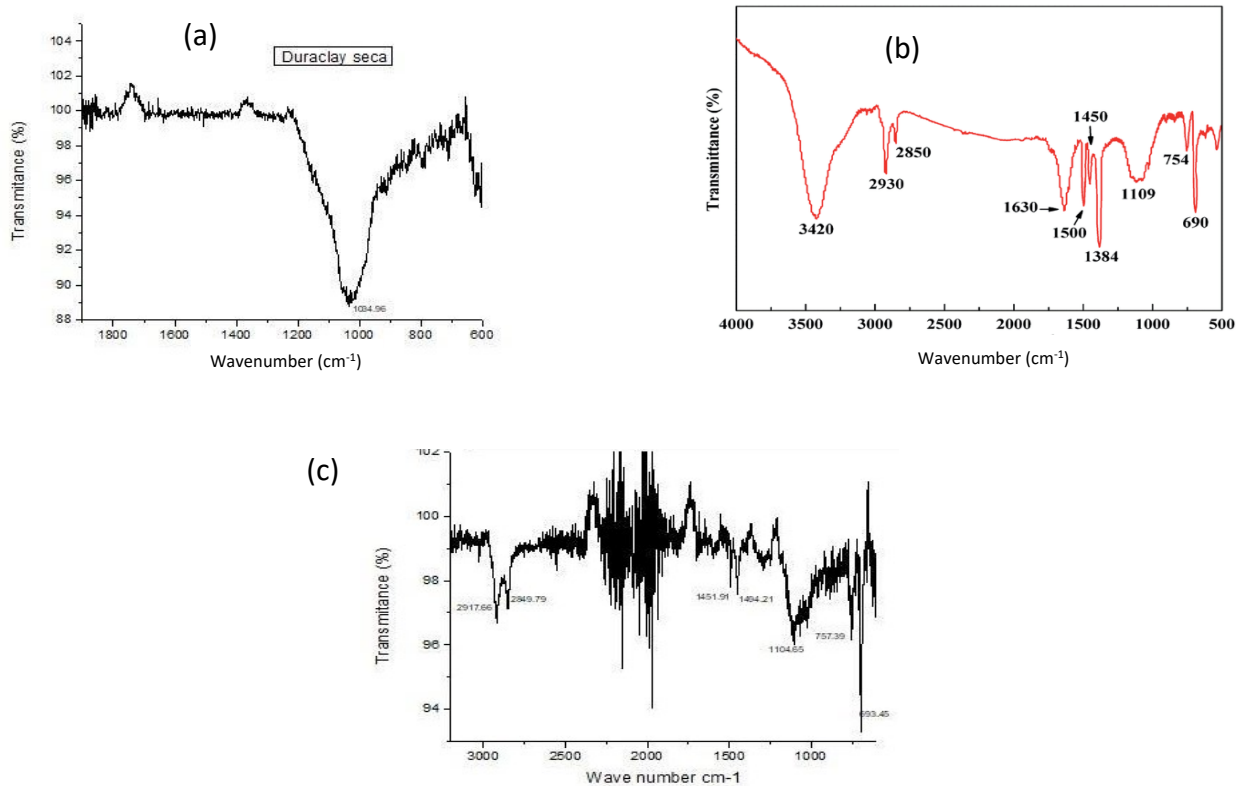 (a)
Duraclay seca
104
102
100
98
96
94
92
90
88
Transmitance (%)
1034.96
1800 1600 1400 1200 1000 800 600
Wavenumber (cm-1)
(b)
Transmittance (%)
3420
2930
2850
1630
1500
1450
1384
1109
754
690
4000 3500 3000 2500 2000 1500 1000 500
Wavenumber (cm-1)
(c)
102
100
98
96
94
Transmitance (%)
2917.66
2849.79
1451.91
1494.21
1104.65
757.39
693.45
3000 2500 2000 1500 1000
Wave number cm-1